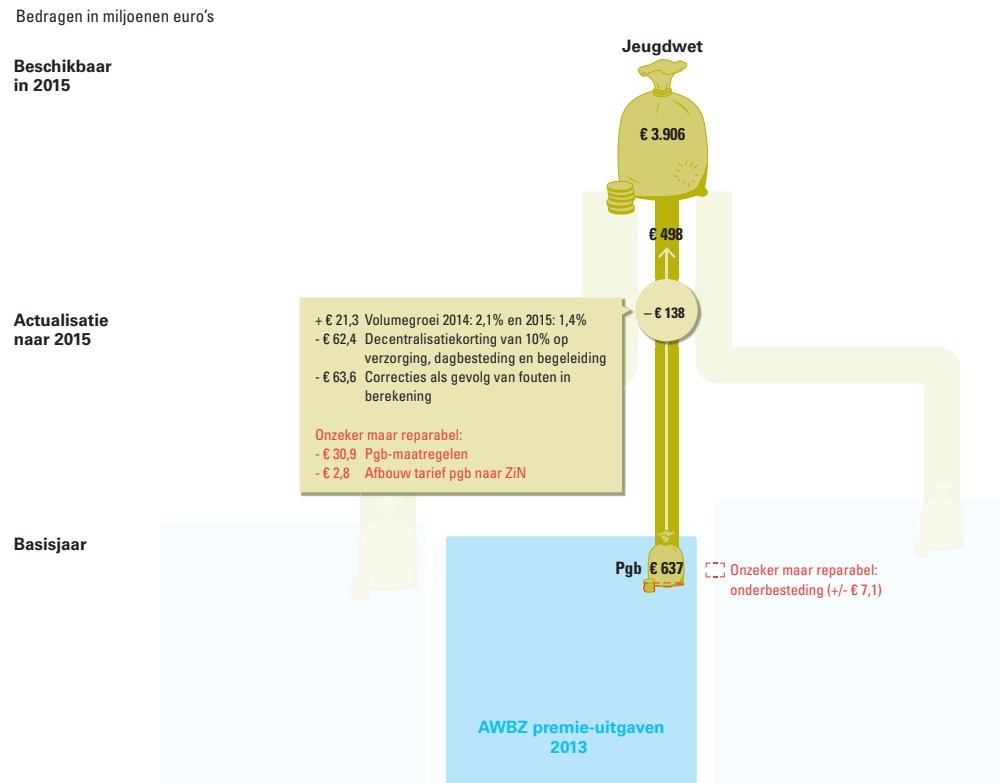 Bedragen in miljoenen euro's
Beschikbaar
in 2015
Jeugdwet
€ 3.906
€ 498
Actualisatie
naar 2015
– € 138
+ € 21,3 Volumegroei 2014: 2,1% en 2015: 1,4%
- € 62,4 Decentralisatiekorting van 10% op
verzorging, dagbesteding en begeleiding
- € 63,6 Correcties als gevolg van fouten in
berekening
Onzeker maar reparabel:
- € 30,9 Pgb-maatregelen
- € 2,8 Afbouw tarief pgb naar ZiN
Basisjaar
Pgb € 637
Onzeker maar reparabel:
onderbesteding (+/- € 7,1)
AWBZ premie-uitgaven
2013